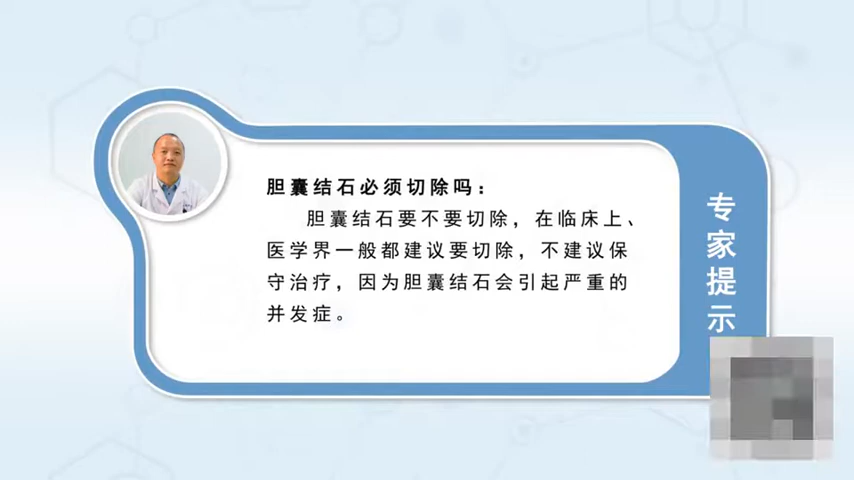 胆囊结石必须切除吗：
胆囊结石要不要切除，在临床上、
医学界一般都建议要切除，不建议保
守治疗，因为胆囊结石会引起严重的
并发症。
专家提示